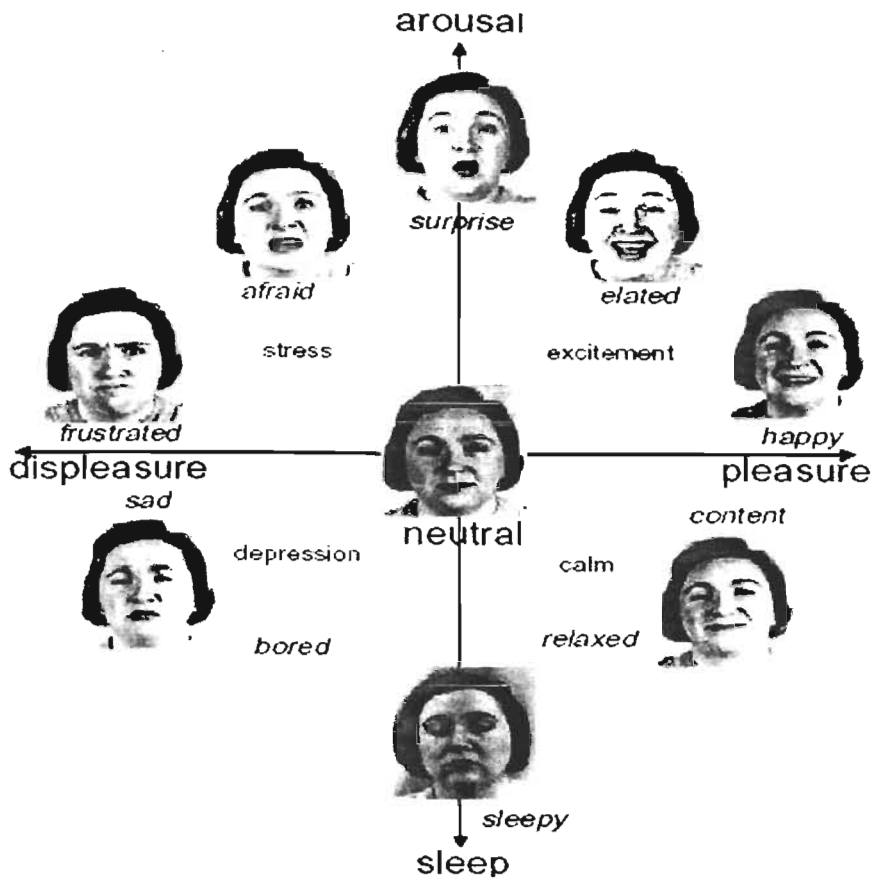 arousal
surprise
afraid
elated
stress
excitement
frustrated
happy
displeasure
pleasure
sad
content
neutral
depression
calm
bored
relaxed
sleepy
sleep